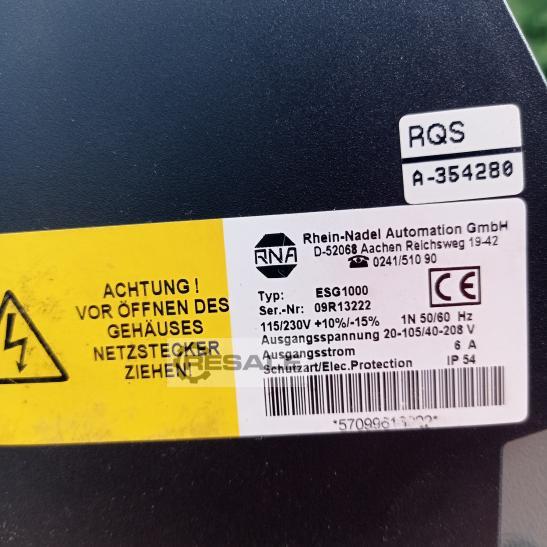 RQS
A-354280
RNA
Rhein-Nadel Automation GmbH
D-52068 Aachen Reichsweg 19-42
☎ 0241/510 90
Typ: ESG1000
Ser.-Nr: 09R13222
CE
115/230V +10%/-15% 1N 50/60 Hz
Ausgangsspannung 20-105/40-208 V
Ausgangsstrom 6 A
Schutzart/Elec.Protection IP 54
ACHTUNG !
VOR ÖFFNEN DES
GEHÄUSES
NETZSTECKER
ZIEHEN!
RESALE